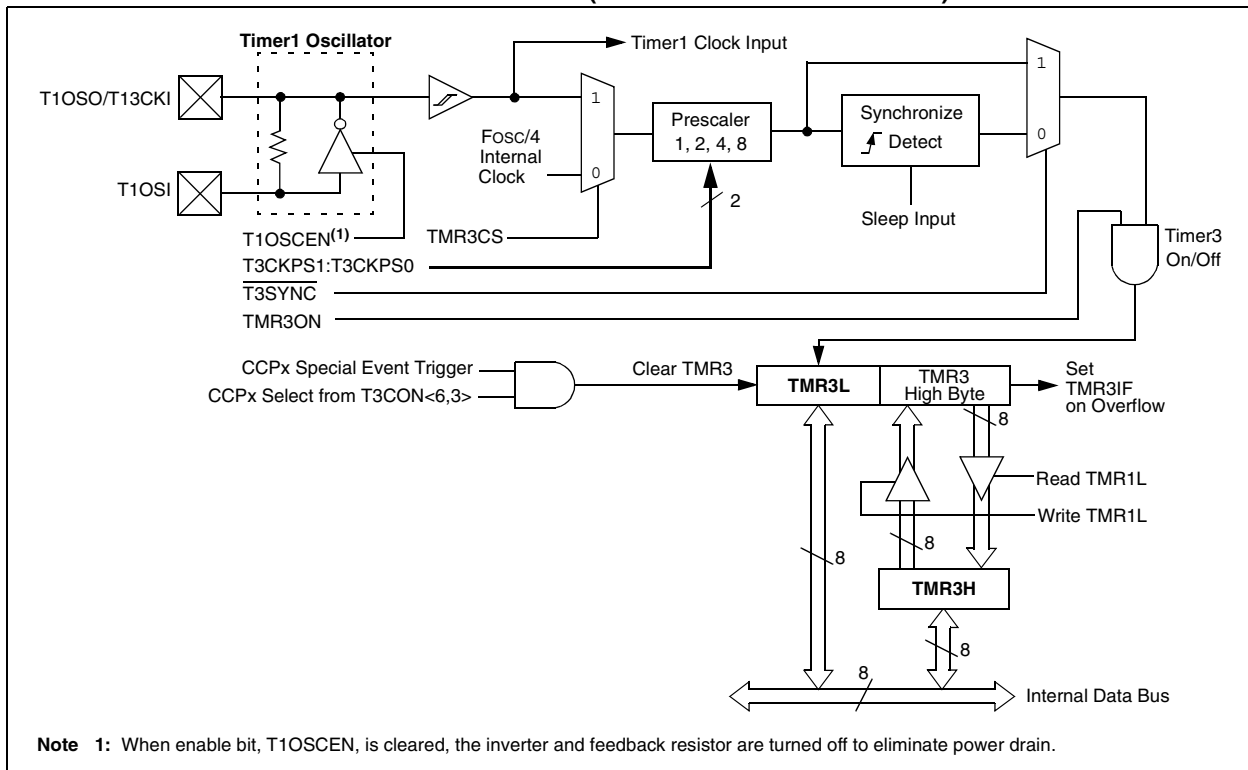 Timer1 Oscillator
Timer1 Clock Input
T1OSO/T13CKI
1
1
Prescaler
1, 2, 4, 8
Synchronize
Detect
FOSC/4
Internal
Clock
0
0
T1OSI
2
Sleep Input
T1OSCEN(1)
TMR3CS
Timer3
On/Off
T3CKPS1:T3CKPS0
T3SYNC
TMR3ON
CCPx Special Event Trigger
CCPx Select from T3CON<6,3>
Clear TMR3
TMR3L
TMR3
High Byte
Set
TMR3IF
on Overflow
8
Read TMR1L
Write TMR1L
8
8
TMR3H
8
8
Internal Data Bus
Note 1: When enable bit, T1OSCEN, is cleared, the inverter and feedback resistor are turned off to eliminate power drain.